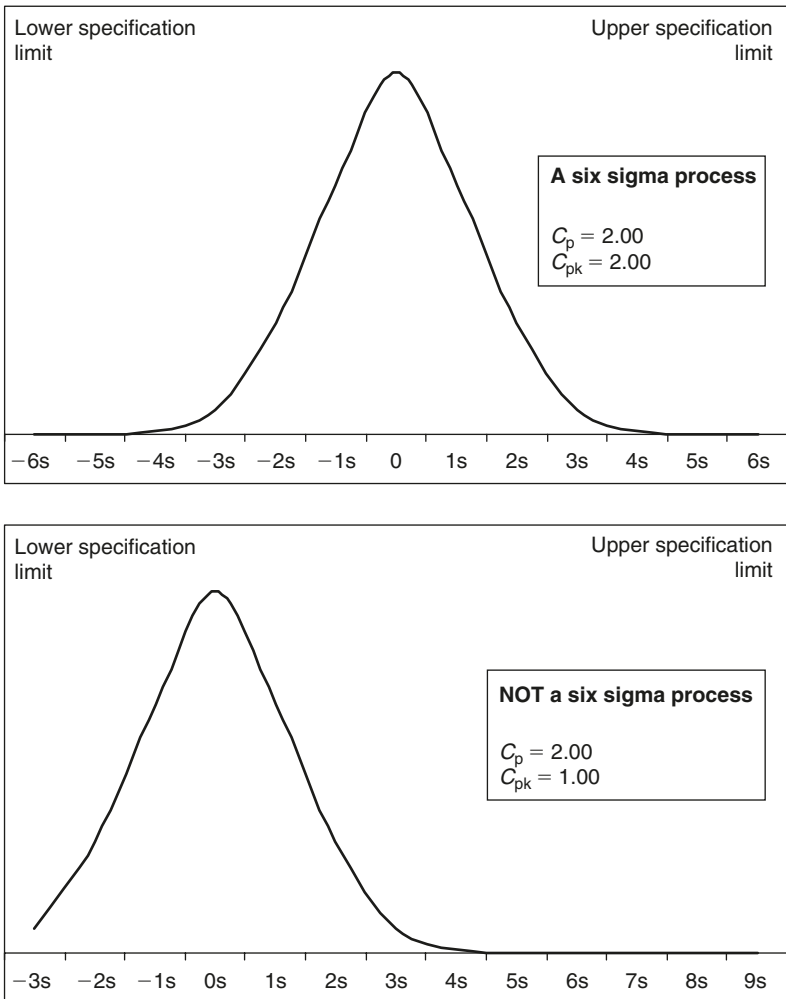 Lower specification
limit
Upper specification
limit
A six sigma process
Cp = 2.00
Cpk = 2.00
−6s −5s −4s −3s −2s −1s 0 1s 2s 3s 4s 5s 6s
Lower specification
limit
Upper specification
limit
NOT a six sigma process
Cp = 2.00
Cpk = 1.00
−3s −2s −1s 0s 1s 2s 3s 4s 5s 6s 7s 8s 9s